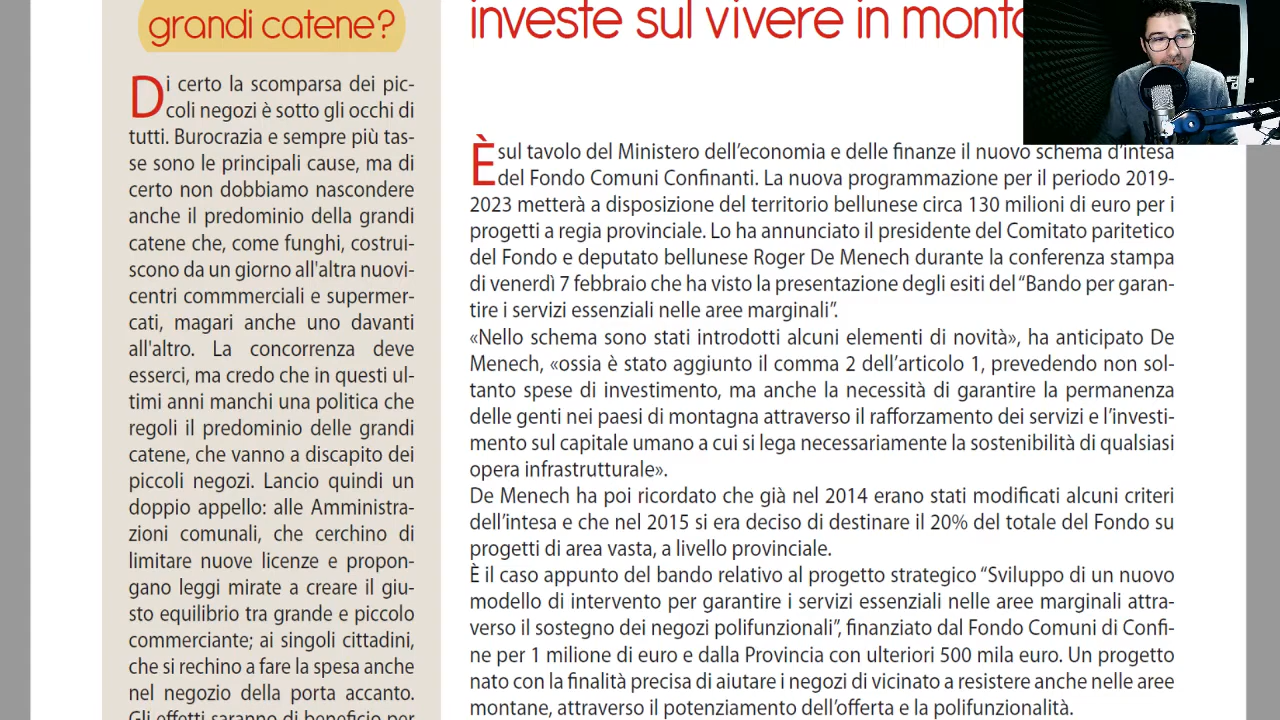 grandi catene?
Di certo la scomparsa dei pic-
coli negozi è sotto gli occhi di
tutti. Burocrazia e sempre più tas-
se sono le principali cause, ma di
certo non dobbiamo nascondere
anche il predominio della grandi
catene che, come funghi, costrui-
scono da un giorno all'altra nuovi-
centri commmerciali e supermer-
cati, magari anche uno davanti
all'altro. La concorrenza deve
esserci, ma credo che in questi ul-
timi anni manchi una politica che
regoli il predominio delle grandi
catene, che vanno a discapito dei
piccoli negozi. Lancio quindi un
doppio appello: alle Amministra-
zioni comunali, che cerchino di
limitare nuove licenze e propon-
gano leggi mirate a creare il giu-
sto equilibrio tra grande e piccolo
commerciante; ai singoli cittadini,
che si rechino a fare la spesa anche
nel negozio della porta accanto.
Gli effetti saranno di beneficio per
investe sul vivere in
È sul tavolo del Ministero dell’economia e delle finanze il nuovo schema d’intesa
del Fondo Comuni Confinanti. La nuova programmazione per il periodo 2019-
2023 metterà a disposizione del territorio bellunese circa 130 milioni di euro per i
progetti a regia provinciale. Lo ha annunciato il presidente del Comitato paritetico
del Fondo e deputato bellunese Roger De Menech durante la conferenza stampa
di venerdì 7 febbraio che ha visto la presentazione degli esiti del “Bando per garan-
tire i servizi essenziali nelle aree marginali”.
«Nello schema sono stati introdotti alcuni elementi di novità», ha anticipato De
Menech, «ossia è stato aggiunto il comma 2 dell’articolo 1, prevedendo non sol-
tanto spese di investimento, ma anche la necessità di garantire la permanenza
delle genti nei paesi di montagna attraverso il rafforzamento dei servizi e l’investi-
mento sul capitale umano a cui si lega necessariamente la sostenibilità di qualsiasi
opera infrastrutturale».
De Menech ha poi ricordato che già nel 2014 erano stati modificati alcuni criteri
dell’intesa e che nel 2015 si era deciso di destinare il 20% del totale del Fondo su
progetti di area vasta, a livello provinciale.
È il caso appunto del bando relativo al progetto strategico “Sviluppo di un nuovo
modello di intervento per garantire i servizi essenziali nelle aree marginali attra-
verso il sostegno dei negozi polifunzionali”, finanziato dal Fondo Comuni di Confi-
ne per 1 milione di euro e dalla Provincia con ulteriori 500 mila euro. Un progetto
nato con la finalità precisa di aiutare i negozi di vicinato a resistere anche nelle aree
montane, attraverso il potenziamento dell’offerta e la polifunzionalità.